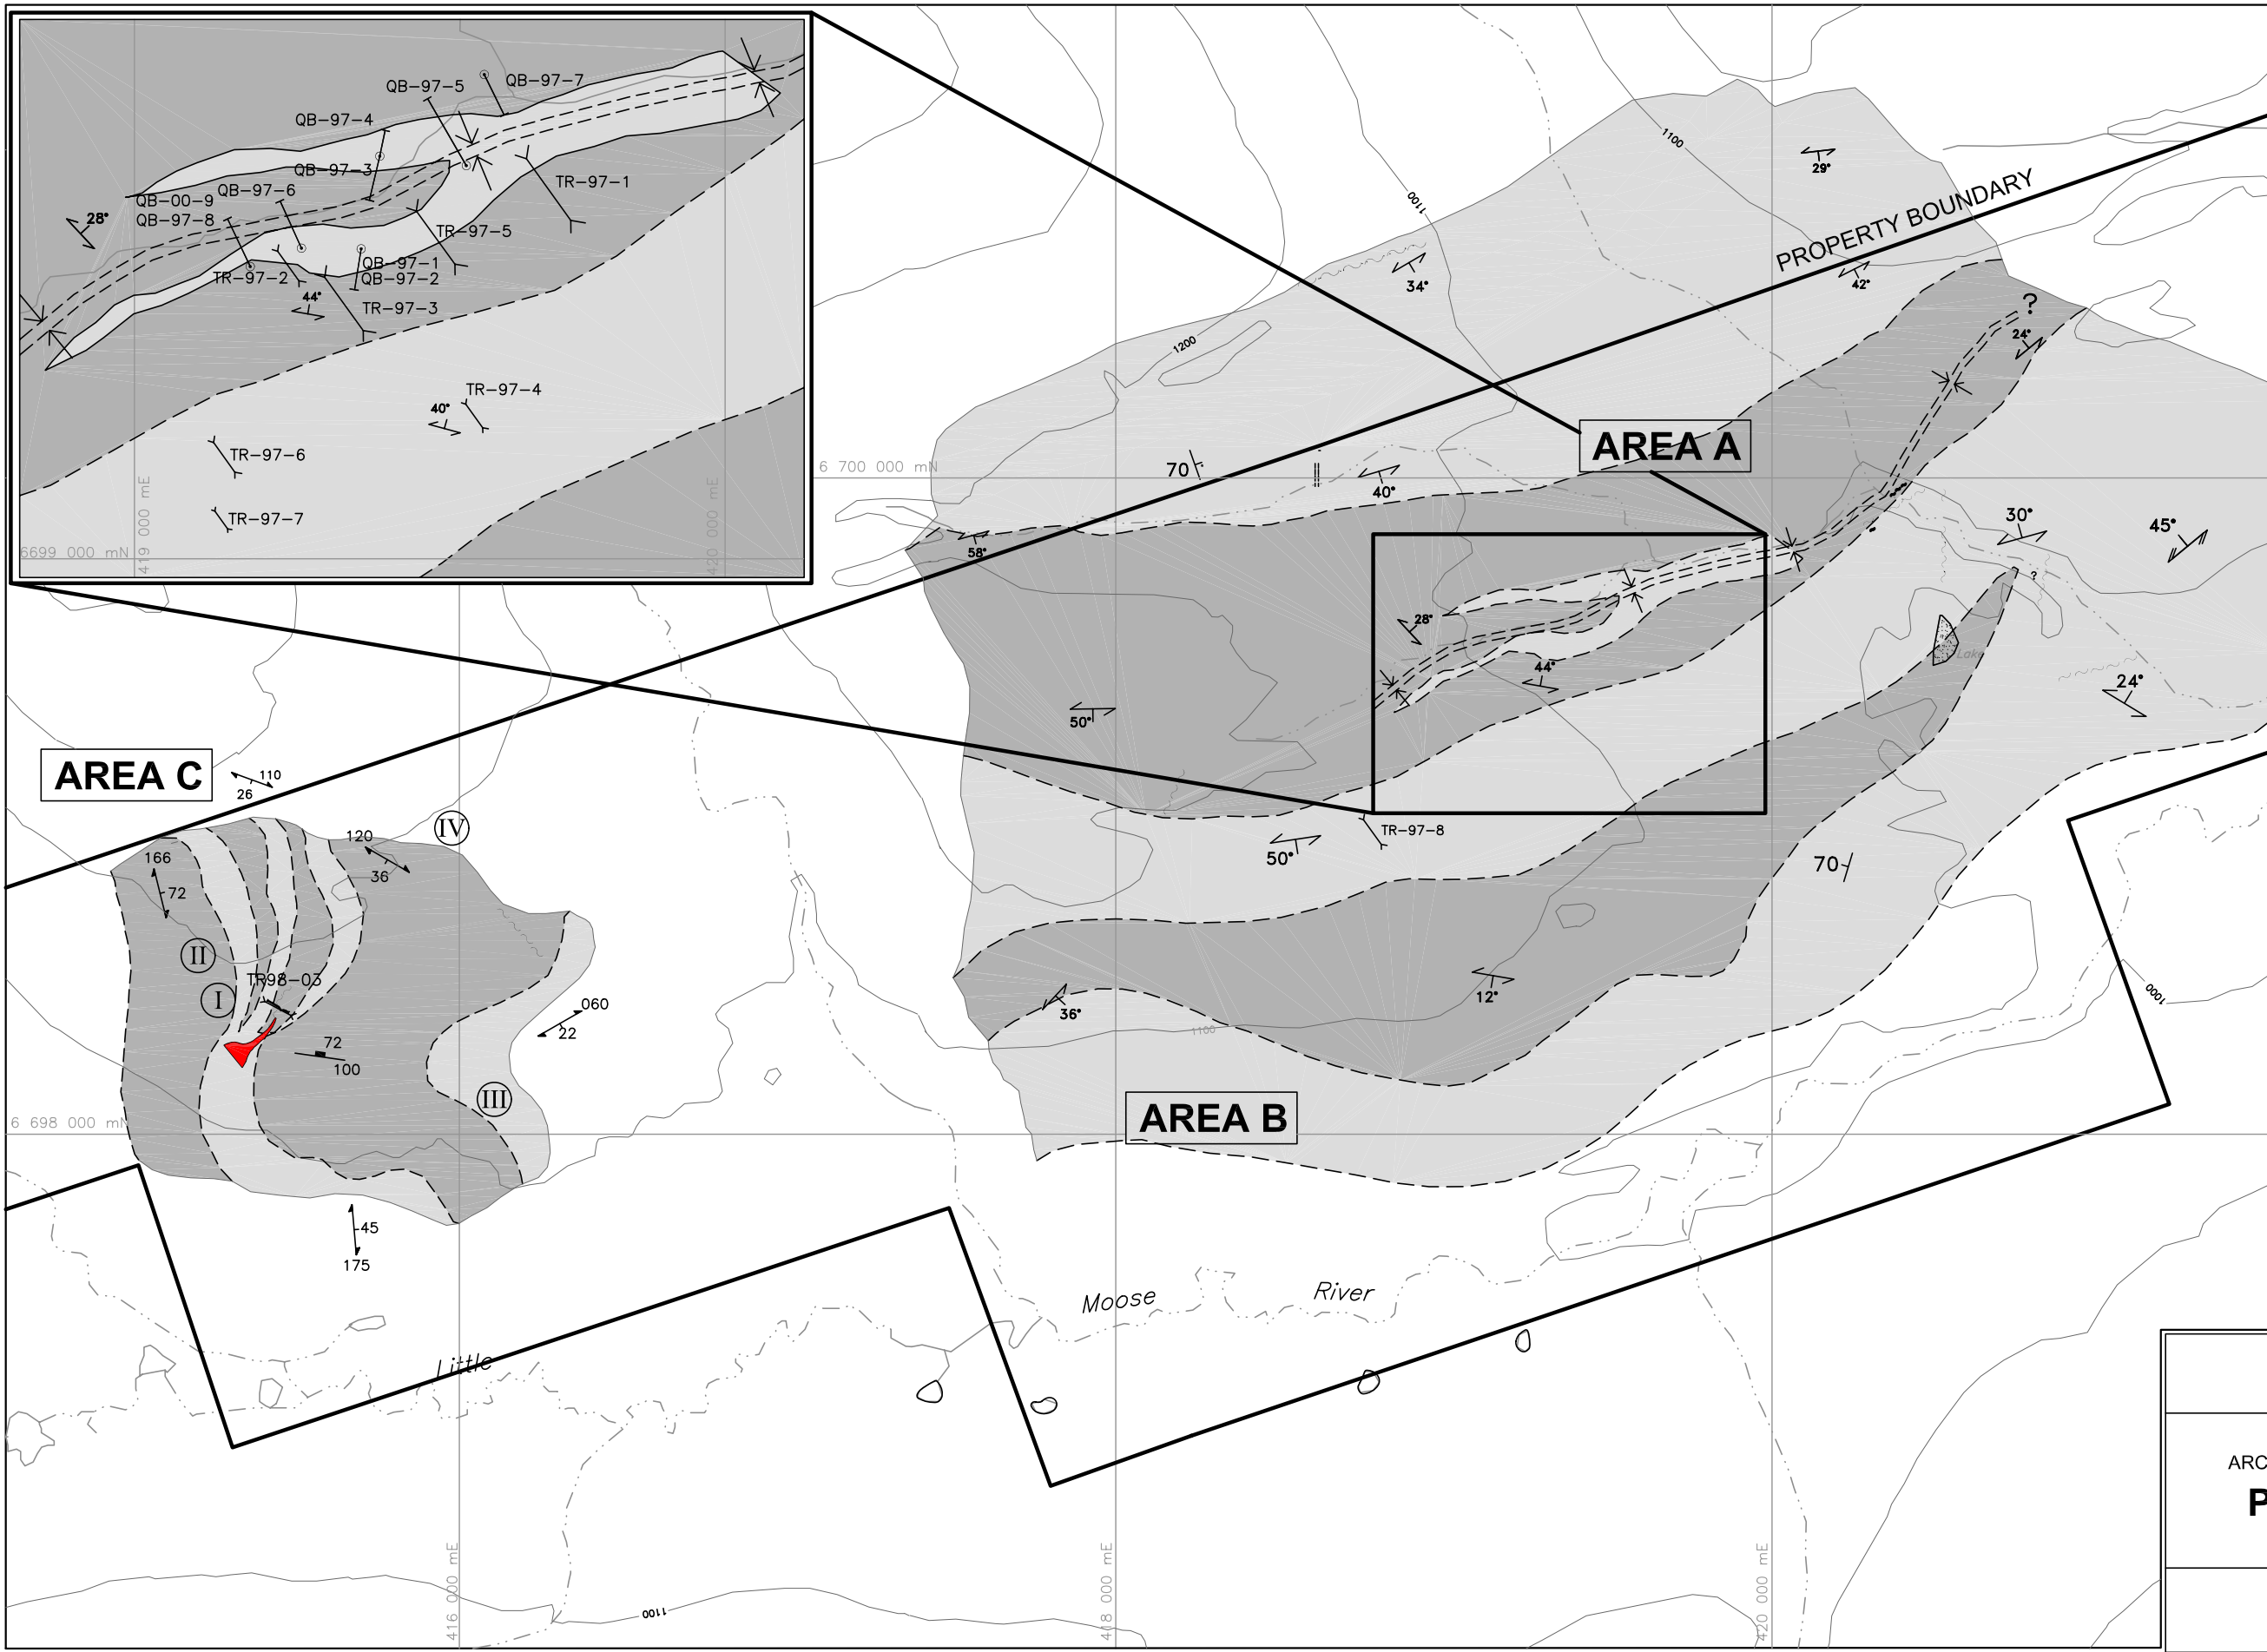 QB-97-7
QB-97-5
QB-97-4
QB-97-3
QB-97-6
QB-00-9
QB-97-8
TR-97-1
TR-97-5
28°
QB-97-1
QB-97-2
TR-97-2
44°
TR-97-3
TR-97-4
40°
TR-97-6
TR-97-7
6699 000 mN
419 000 mE
420 000 mE
1100
29°
1100
PROPERTY BOUNDARY
34°
42°
?
24°
1200
AREA A
6 700 000 mN
70
40°
58°
30°
45°
?
28°
Lake
44°
24°
50°
AREA C
110
26
TR-97-8
50°
70
IV
120
36
166
72
II
TR98-03
I
12°
36°
1100
1000
060
22
72
100
III
6 698 000 mN
AREA B
45
175
Moose
River
Little
ARC
P
416 000 mE
418 000 mE
420 000 mE
1100